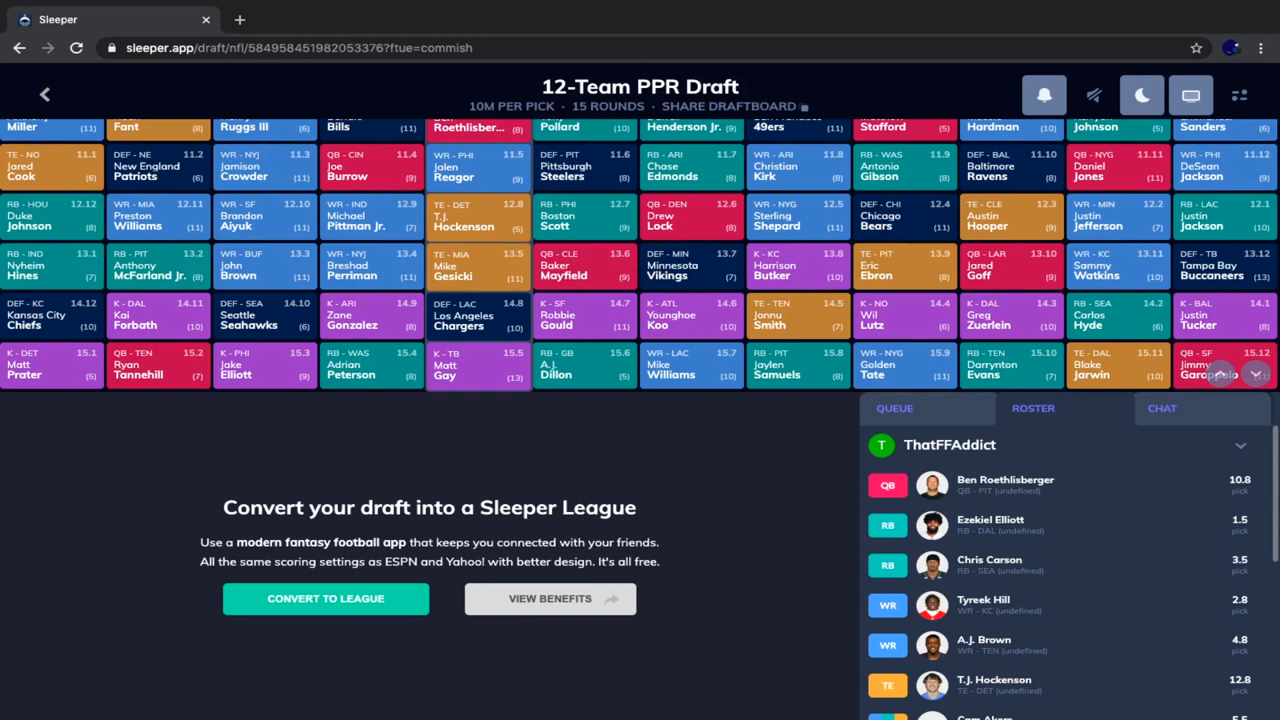 Sleeper
sleeper.app/draft/nfl/584958451982053376?ftue=commish
12-Team PPR Draft
10M PER PICK · 15 ROUNDS · SHARE DRAFTBOARD
Miller (11) Fant (8) Ruggs III (6) Bills (11) Roethlisber... (8) Pollard (10) Henderson Jr. (9) 49ers (11) Stafford (5) Hardman (10) Johnson (5) Sanders (6)
TE - NO 11.1 DEF - NE 11.2 WR - NYJ 11.3 QB - CIN 11.4 WR - PHI 11.5 DEF - PIT 11.6 RB - ARI 11.7 WR - ARI 11.8 RB - WAS 11.9 DEF - BAL 11.10 QB - NYG 11.11 WR - PHI 11.12
Jared New England Jamison Joe Jalen Pittsburgh Chase Christian Antonio Baltimore Daniel DeSean
Cook (6) Patriots (6) Crowder (11) Burrow (9) Reagor (9) Steelers (8) Edmonds (8) Kirk (8) Gibson (8) Ravens (8) Jones (11) Jackson (9)
RB - HOU 12.12 WR - MIA 12.11 WR - SF 12.10 WR - IND 12.9 TE - DET 12.8 RB - PHI 12.7 QB - DEN 12.6 WR - NYG 12.5 DEF - CHI 12.4 TE - CLE 12.3 WR - MIN 12.2 RB - LAC 12.1
Duke Preston Brandon Michael T.J. Boston Drew Sterling Chicago Austin Justin Justin
Johnson (8) Williams (11) Aiyuk (11) Pittman Jr. (7) Hockenson (5) Scott (9) Lock (8) Shepard (11) Bears (11) Hooper (9) Jefferson (7) Jackson (10)
RB - IND 13.1 RB - PIT 13.2 WR - BUF 13.3 WR - NYJ 13.4 TE - MIA 13.5 QB - CLE 13.6 DEF - MIN 13.7 K - KC 13.8 TE - PIT 13.9 QB - LAR 13.10 WR - KC 13.11 DEF - TB 13.12
Nyheim Anthony John Breshad Mike Baker Minnesota Harrison Eric Jared Sammy Tampa Bay
Hines (7) McFarland Jr. (8) Brown (11) Perriman (11) Gesicki (11) Mayfield (9) Vikings (7) Butker (10) Ebron (8) Goff (9) Watkins (10) Buccaneers (13)
DEF - KC 14.12 K - DAL 14.11 DEF - SEA 14.10 K - ARI 14.9 DEF - LAC 14.8 K - SF 14.7 K - ATL 14.6 TE - TEN 14.5 K - NO 14.4 K - DAL 14.3 RB - SEA 14.2 K - BAL 14.1
Kansas City Kai Seattle Zane Los Angeles Robbie Younghoe Jonnu Wil Greg Carlos Justin
Chiefs (10) Forbath (10) Seahawks (6) Gonzalez (8) Chargers (10) Gould (11) Koo (10) Smith (7) Lutz (6) Zuerlein (10) Hyde (6) Tucker (8)
K - DET 15.1 QB - TEN 15.2 K - PHI 15.3 RB - WAS 15.4 K - TB 15.5 RB - GB 15.6 WR - LAC 15.7 RB - PIT 15.8 WR - NYG 15.9 RB - TEN 15.10 TE - DAL 15.11 QB - SF 15.12
Matt Ryan Jake Adrian Matt A.J. Mike Jaylen Golden Darrynton Blake Jimmy
Prater (5) Tannehill (7) Elliott (9) Peterson (8) Gay (13) Dillon (5) Williams (10) Samuels (8) Tate (11) Evans (7) Jarwin (10)
QUEUE ROSTER CHAT
T ThatFFAddict
QB Ben Roethlisberger 10.8
QB - PIT (undefined) pick
RB Ezekiel Elliott 1.5
RB - DAL (undefined) pick
RB Chris Carson 3.5
RB - SEA (undefined) pick
WR Tyreek Hill 2.8
WR - KC (undefined) pick
WR A.J. Brown 4.8
WR - TEN (undefined) pick
TE T.J. Hockenson 12.8
TE - DET (undefined) pick
Cam Akers 5.5
Convert your draft into a Sleeper League
Use a modern fantasy football app that keeps you connected with your friends.
All the same scoring settings as ESPN and Yahoo! with better design. It's all free.
CONVERT TO LEAGUE VIEW BENEFITS